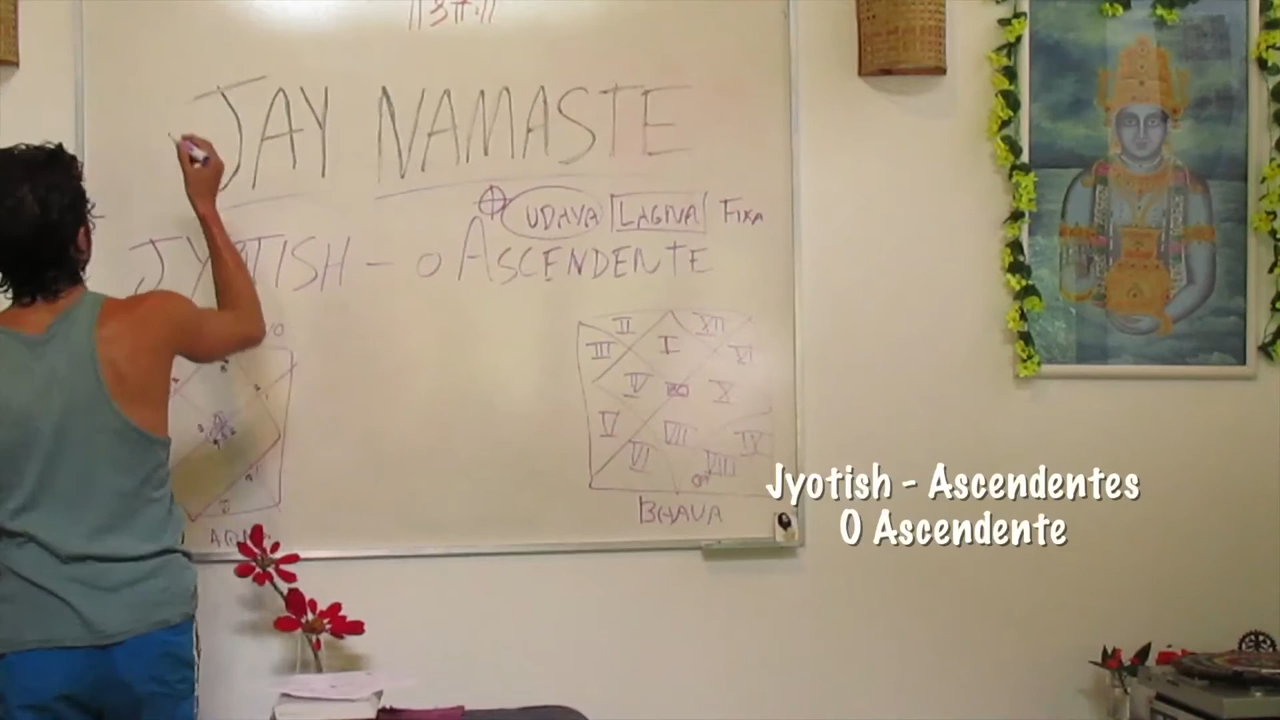 JAY NAMASTE
UDAYA LAGNA FIXA
JYOTISH - O ASCENDENTE
II I XII
III XI
IV X
V VII IX
VI VIII
BHAVA
Jyotish - Ascendentes
O Ascendente